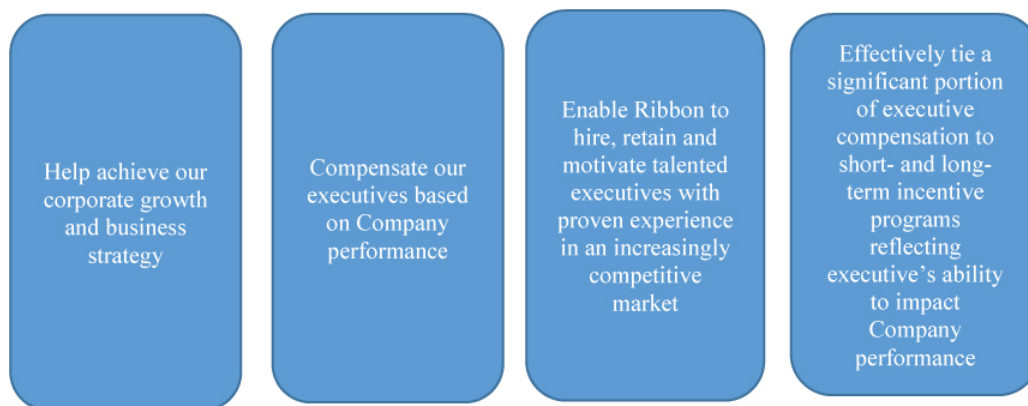 Help achieve our
corporate growth
and business
strategy
Compensate our
executives based
on Company
performance
Enable Ribbon to
hire, retain and
motivate talented
executives with
proven experience
in an increasingly
competitive
market
Effectively tie a
significant portion
of executive
compensation to
short- and long-
term incentive
programs
reflecting
executive’s ability
to impact
Company
performance